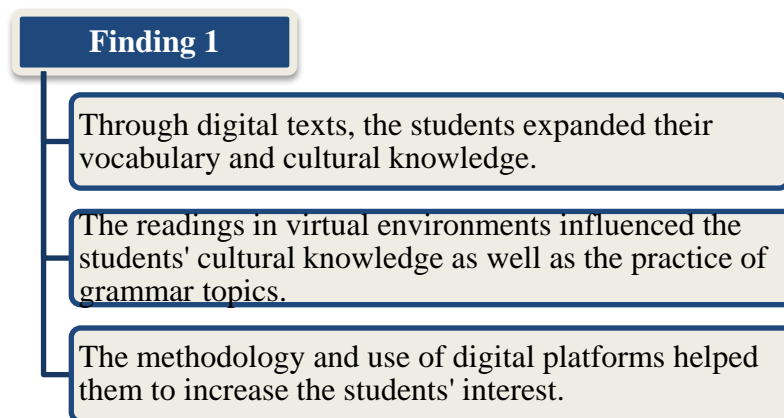 Finding 1
Through digital texts, the students expanded their
vocabulary and cultural knowledge.
The readings in virtual environments influenced the
students' cultural knowledge as well as the practice of
grammar topics.
The methodology and use of digital platforms helped
them to increase the students' interest.